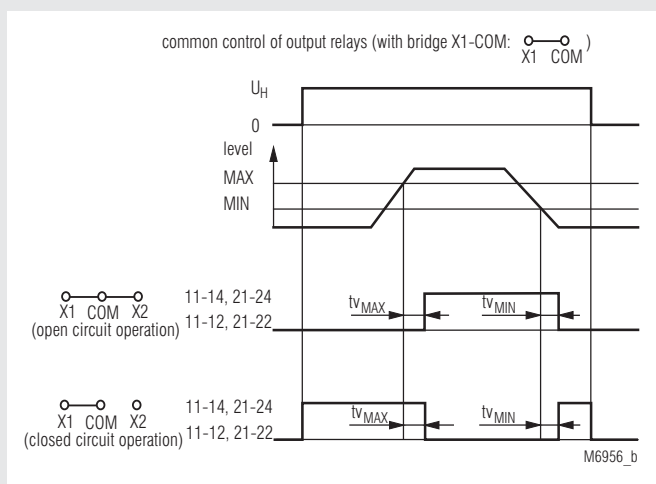 common control of output relays (with bridge X1-COM: )
X1 COM
UH
0
level
MAX
MIN
11-14, 21-24
tvMAX
tvMIN
X1 COM X2
11-12, 21-22
(open circuit operation)
11-14, 21-24
tvMAX
tvMIN
X1 COM X2
11-12, 21-22
(closed circuit operation)
M6956_b